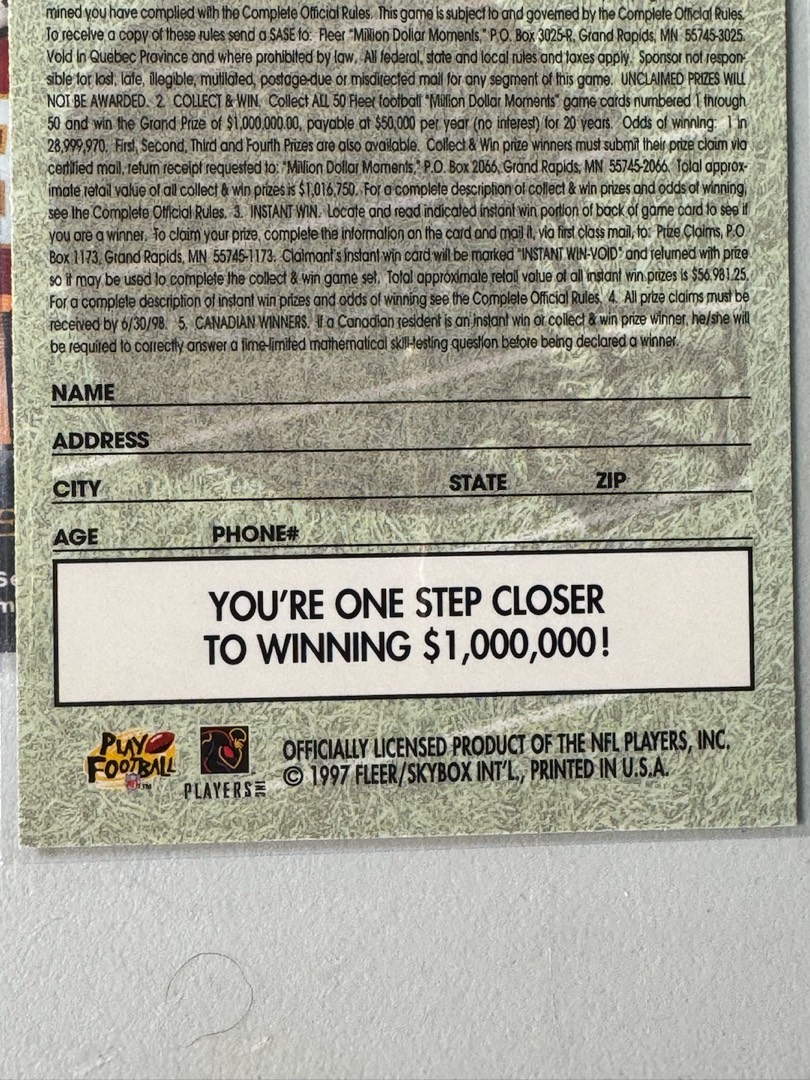 mined you have complied with the Complete Official Rules. This game is subject to and governed by the Complete Official Rules.
To receive a copy of these rules send a SASE to: Fleer "Million Dollar Moments," P.O. Box 3025-R, Grand Rapids, MN 55745-3025.
Void in Quebec Province and where prohibited by law. All federal, state and local rules and taxes apply. Sponsor not respon-
sible for lost, late, illegible, mutilated, postage-due or misdirected mail for any segment of this game. UNCLAIMED PRIZES WILL
NOT BE AWARDED. 2. COLLECT & WIN. Collect ALL 50 Fleer football "Million Dollar Moments" game cards numbered 1 through
50 and win the Grand Prize of $1,000,000.00, payable at $50,000 per year (no interest) for 20 years. Odds of winning: 1 in
28,999,970. First, Second, Third and Fourth Prizes are also available. Collect & Win prize winners must submit their prize claim via
certified mail, return receipt requested to: "Million Dollar Moments," P.O. Box 2066, Grand Rapids, MN 55745-2066. Total approx-
imate retail value of all collect & win prizes is $1,016,750. For a complete description of collect & win prizes and odds of winning,
see the Complete Official Rules. 3. INSTANT WIN. Locate and read indicated instant win portion of back of game card to see if
you are a winner. To claim your prize, complete the information on the card and mail it, via first class mail, to: Prize Claims, P.O.
Box 1173, Grand Rapids, MN 55745-1173. Claimant's instant win card will be marked "INSTANT WIN-VOID" and returned with prize
so it may be used to complete the collect & win game set. Total approximate retail value of all instant win prizes is $56,981.25.
For a complete description of instant win prizes and odds of winning see the Complete Official Rules. 4. All prize claims must be
received by 6/30/98. 5. CANADIAN WINNERS. If a Canadian resident is an instant win or collect & win prize winner, he/she will
be required to correctly answer a time-limited mathematical skill-testing question before being declared a winner.
NAME
ADDRESS
CITY STATE ZIP
AGE PHONE#
YOU'RE ONE STEP CLOSER
TO WINNING $1,000,000!
PLAY
FOOTBALL
NFL TM
PLAYERS INC
OFFICIALLY LICENSED PRODUCT OF THE NFL PLAYERS, INC.
© 1997 FLEER/SKYBOX INT'L., PRINTED IN U.S.A.